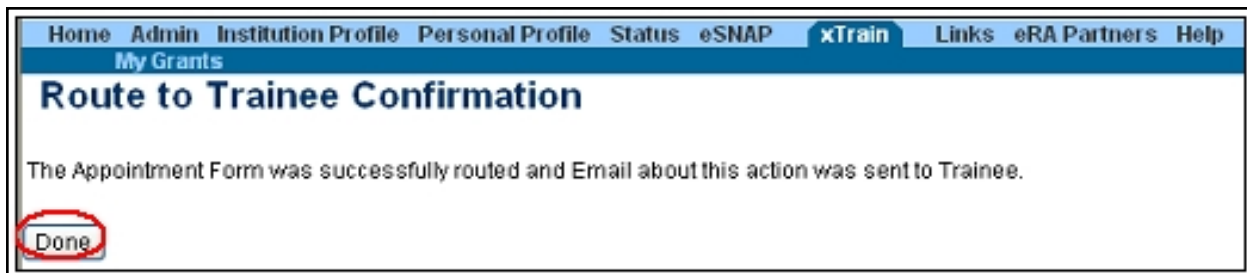 Home Admin Institution Profile Personal Profile Status eSNAP xTrain Links eRA Partners Help
My Grants
Route to Trainee Confirmation
The Appointment Form was successfully routed and Email about this action was sent to Trainee.
Done